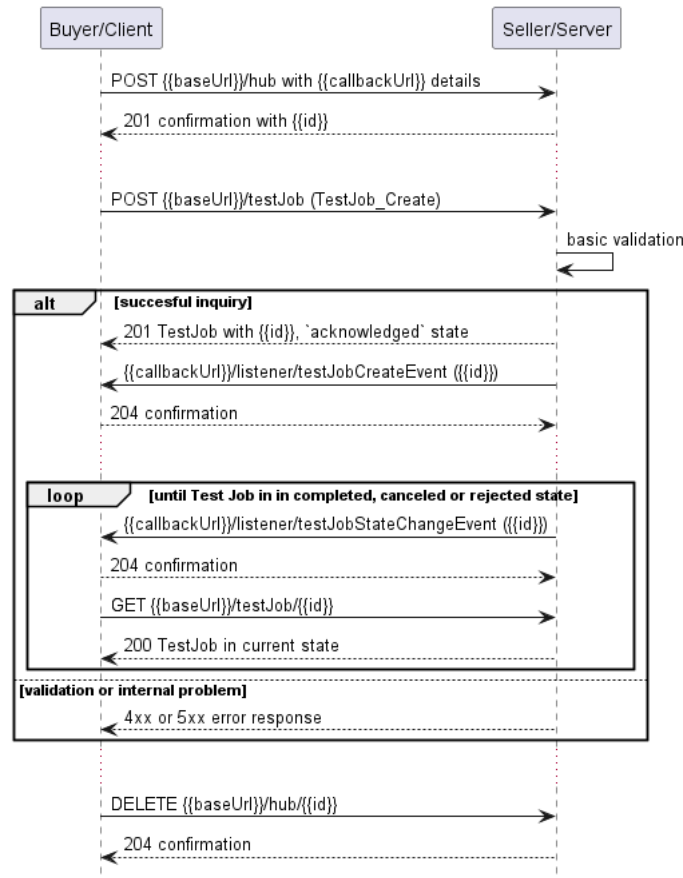 Buyer/Client
Seller/Server
POST {{baseUrl}}/hub with {{callbackUrl}} details
201 confirmation with {{id}}
POST {{baseUrl}}/testJob (TestJob_Create)
basic validation
alt [succesful inquiry]
201 TestJob with {{id}}, `acknowledged` state
{{callbackUrl}}/listener/testJobCreateEvent ({{id}})
204 confirmation
loop [until Test Job in in completed, canceled or rejected state]
{{callbackUrl}}/listener/testJobStateChangeEvent ({{id}})
204 confirmation
GET {{baseUrl}}/testJob/{{id}}
200 TestJob in current state
[validation or internal problem]
4xx or 5xx error response
DELETE {{baseUrl}}/hub/{{id}}
204 confirmation